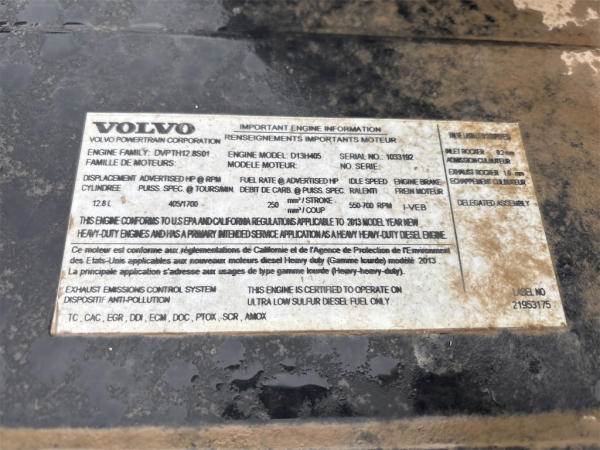 VOLVO
VOLVO POWERTRAIN CORPORATION
IMPORTANT ENGINE INFORMATION
RENSEIGNEMENTS IMPORTANTS MOTEUR
ENGINE FAMILY: DVPTH12.8S01 ENGINE MODEL: D13H405 SERIAL NO.: 1033192
FAMILLE DE MOTEURS: MODELE MOTEUR: NO. SERIE:
DISPLACEMENT ADVERTISED HP @ RPM FUEL RATE @ ADVERTISED HP IDLE SPEED ENGINE BRAKE
CYLINDREE PUISS. SPEC @ TOURS/MIN. DEBIT DE CARB. @ PUISS. SPEC RALENTI FREIN MOTEUR
12.8 L 405/1700 250 mm³ / STROKE 550-700 RPM I-VEB
mm³ / COUP
THIS ENGINE CONFORMS TO U.S EPA AND CALIFORNIA REGULATIONS APPLICABLE TO 2013 MODEL YEAR NEW
HEAVY-DUTY ENGINES AND HAS A PRIMARY INTENDED SERVICE APPLICATION AS A HEAVY HEAVY-DUTY DIESEL ENGINE.
Ce moteur est conforme aux réglementations de Californie et de l'Agence de Protection de l'Environnement
des Etats-Unis applicables aux nouveaux moteurs diesel Heavy duty (Gamme lourde) modèle 2013
La principale application s'adresse aux usages de type gamme lourde (Heavy-heavy-duty).
EXHAUST EMISSIONS CONTROL SYSTEM THIS ENGINE IS CERTIFIED TO OPERATE ON
DISPOSITIF ANTI-POLLUTION ULTRA LOW SULFUR DIESEL FUEL ONLY
TC , CAC , EGR , DDI , ECM , DOC , PTOX , SCR , AMOX
INLET ROCKER 0.2 mm
ADMISSION CULBUTEUR
EXHAUST ROCKER 1.0 mm
ECHAPPEMENT CULBUTEUR
DELEGATED ASSEMBLY
LABEL NO
21953175